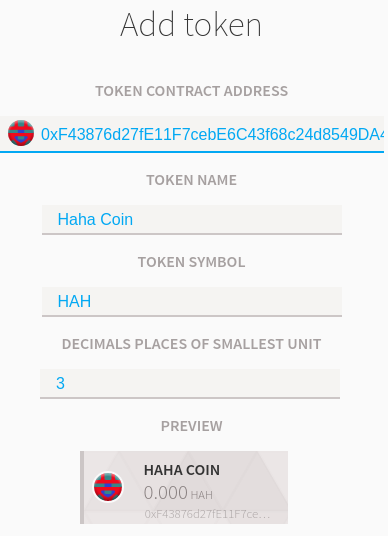 Add token
TOKEN CONTRACT ADDRESS
0xF43876d27fE11F7cebE6C43f68c24d8549DA4
TOKEN NAME
Haha Coin
TOKEN SYMBOL
HAH
DECIMALS PLACES OF SMALLEST UNIT
3
PREVIEW
HAHA COIN
0.000 HAH
0xF43876d27fE11F7ce...